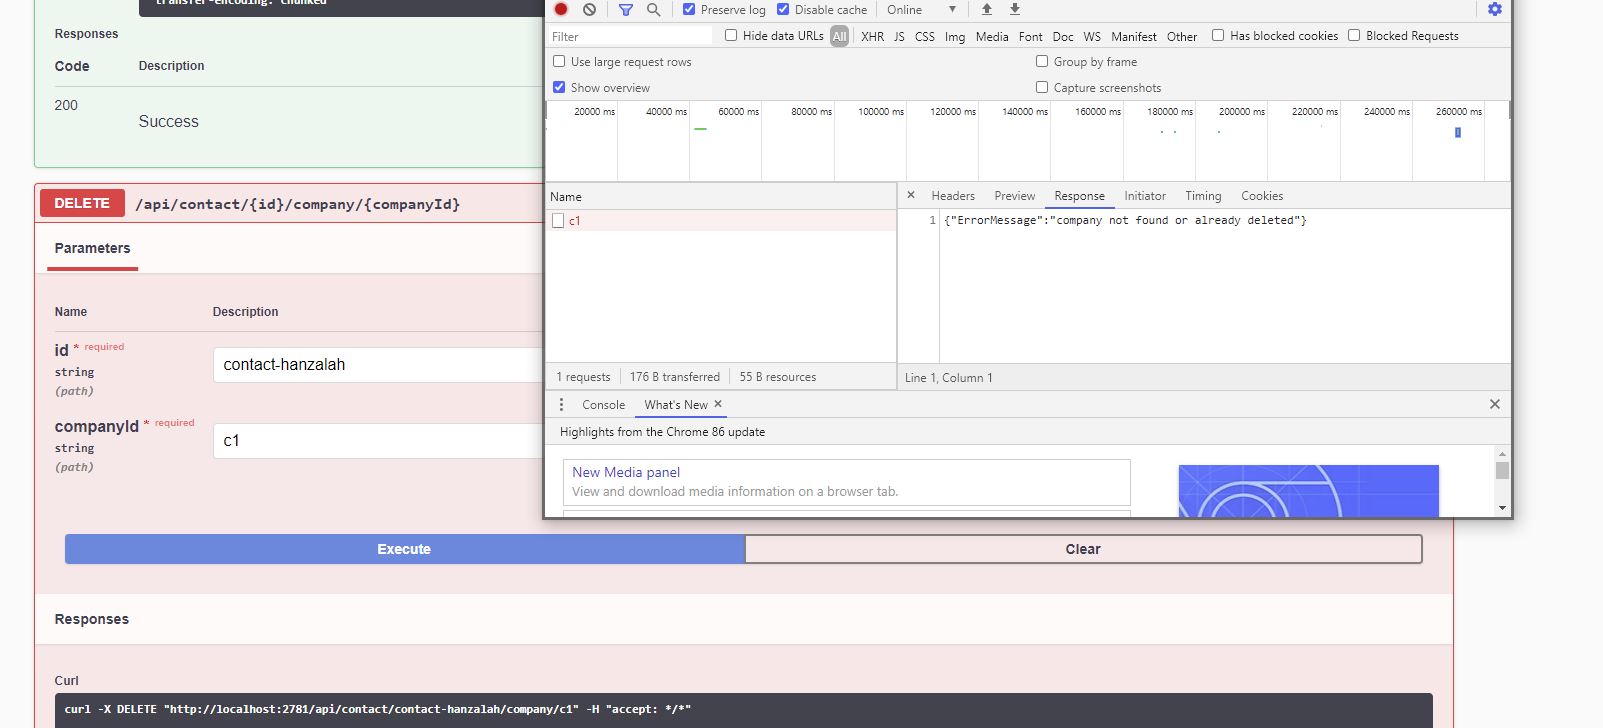 transfer-encoding: chunked
Responses
Code Description
200
Success
DELETE /api/contact/{id}/company/{companyId}
Parameters
Name Description
id * required
string
(path)
contact-hanzalah
companyId * required
string
(path)
c1
Execute Clear
Responses
Curl
curl -X DELETE "http://localhost:2781/api/contact/contact-hanzalah/company/c1" -H "accept: */*"
Preserve log Disable cache Online
Filter Hide data URLs All XHR JS CSS Img Media Font Doc WS Manifest Other Has blocked cookies Blocked Requests
Use large request rows Group by frame
Show overview Capture screenshots
20000 ms 40000 ms 60000 ms 80000 ms 100000 ms 120000 ms 140000 ms 160000 ms 180000 ms 200000 ms 220000 ms 240000 ms 260000 ms
Name
c1
× Headers Preview Response Initiator Timing Cookies
1 {"ErrorMessage":"company not found or already deleted"}
1 requests 176 B transferred 55 B resources
Line 1, Column 1
Console What's New ×
Highlights from the Chrome 86 update
New Media panel
View and download media information on a browser tab.